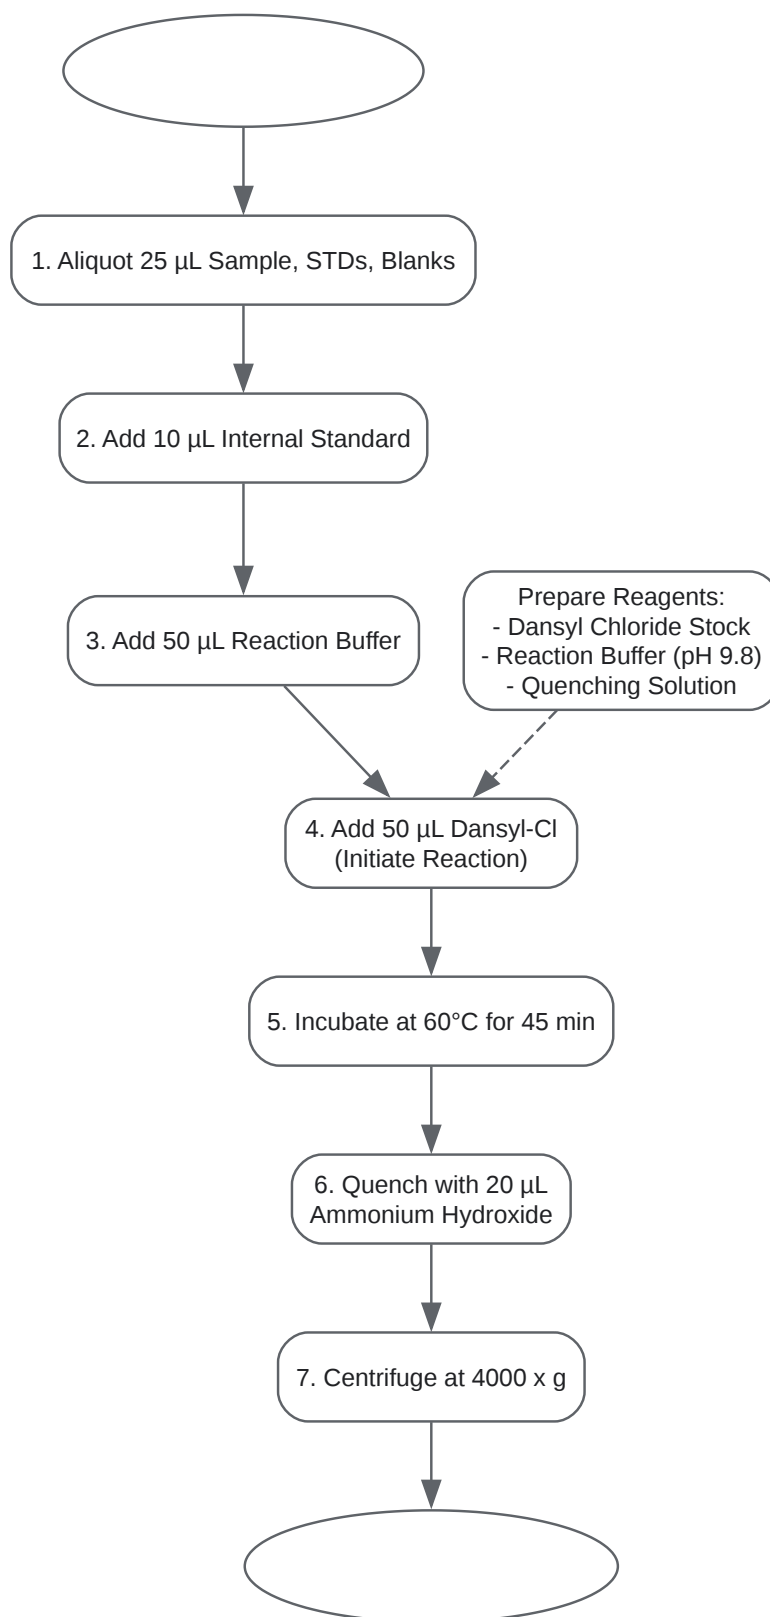 1. Aliquot 25 µL Sample, STDs, Blanks
2. Add 10 µL Internal Standard
3. Add 50 µL Reaction Buffer
Prepare Reagents:
- Dansyl Chloride Stock
- Reaction Buffer (pH 9.8)
- Quenching Solution
4. Add 50 µL Dansyl-Cl
(Initiate Reaction)
5. Incubate at 60°C for 45 min
6. Quench with 20 µL
Ammonium Hydroxide
7. Centrifuge at 4000 x g